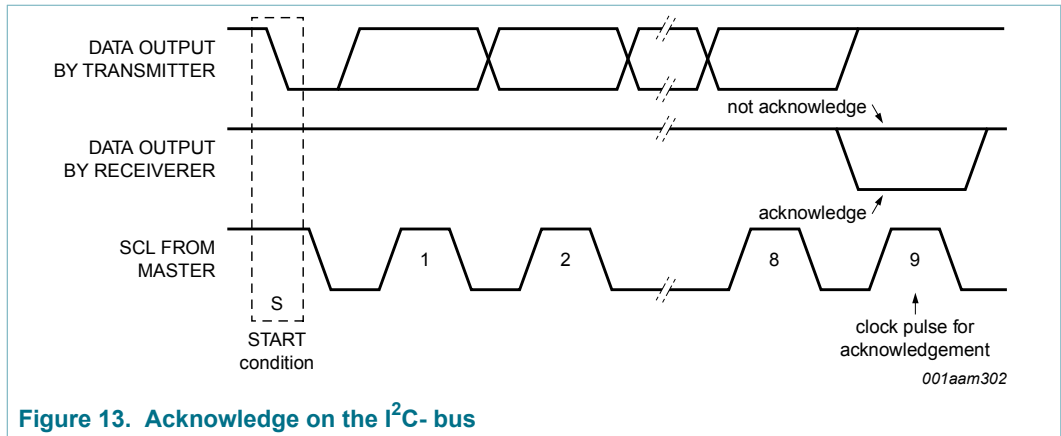 DATA OUTPUT
BY TRANSMITTER
not acknowledge
DATA OUTPUT
BY RECEIVERER
acknowledge
SCL FROM
MASTER
1
2
8
9
S
START
condition
clock pulse for
acknowledgement
001aam302
Figure 13. Acknowledge on the I²C- bus